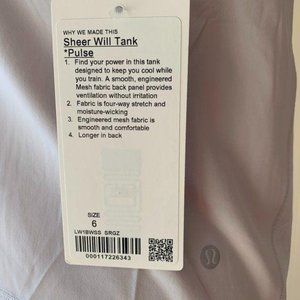 WHY WE MADE THIS
Sheer Will Tank
*Pulse
1. Find your power in this tank
designed to keep you cool while
you train. A smooth, engineered
Mesh fabric back panel provides
ventilation without irritation
2. Fabric is four-way stretch and
moisture-wicking
3. Engineered mesh fabric is
smooth and comfortable
4. Longer in back
SIZE
6
LW1BWSS SRGZ
000117226343